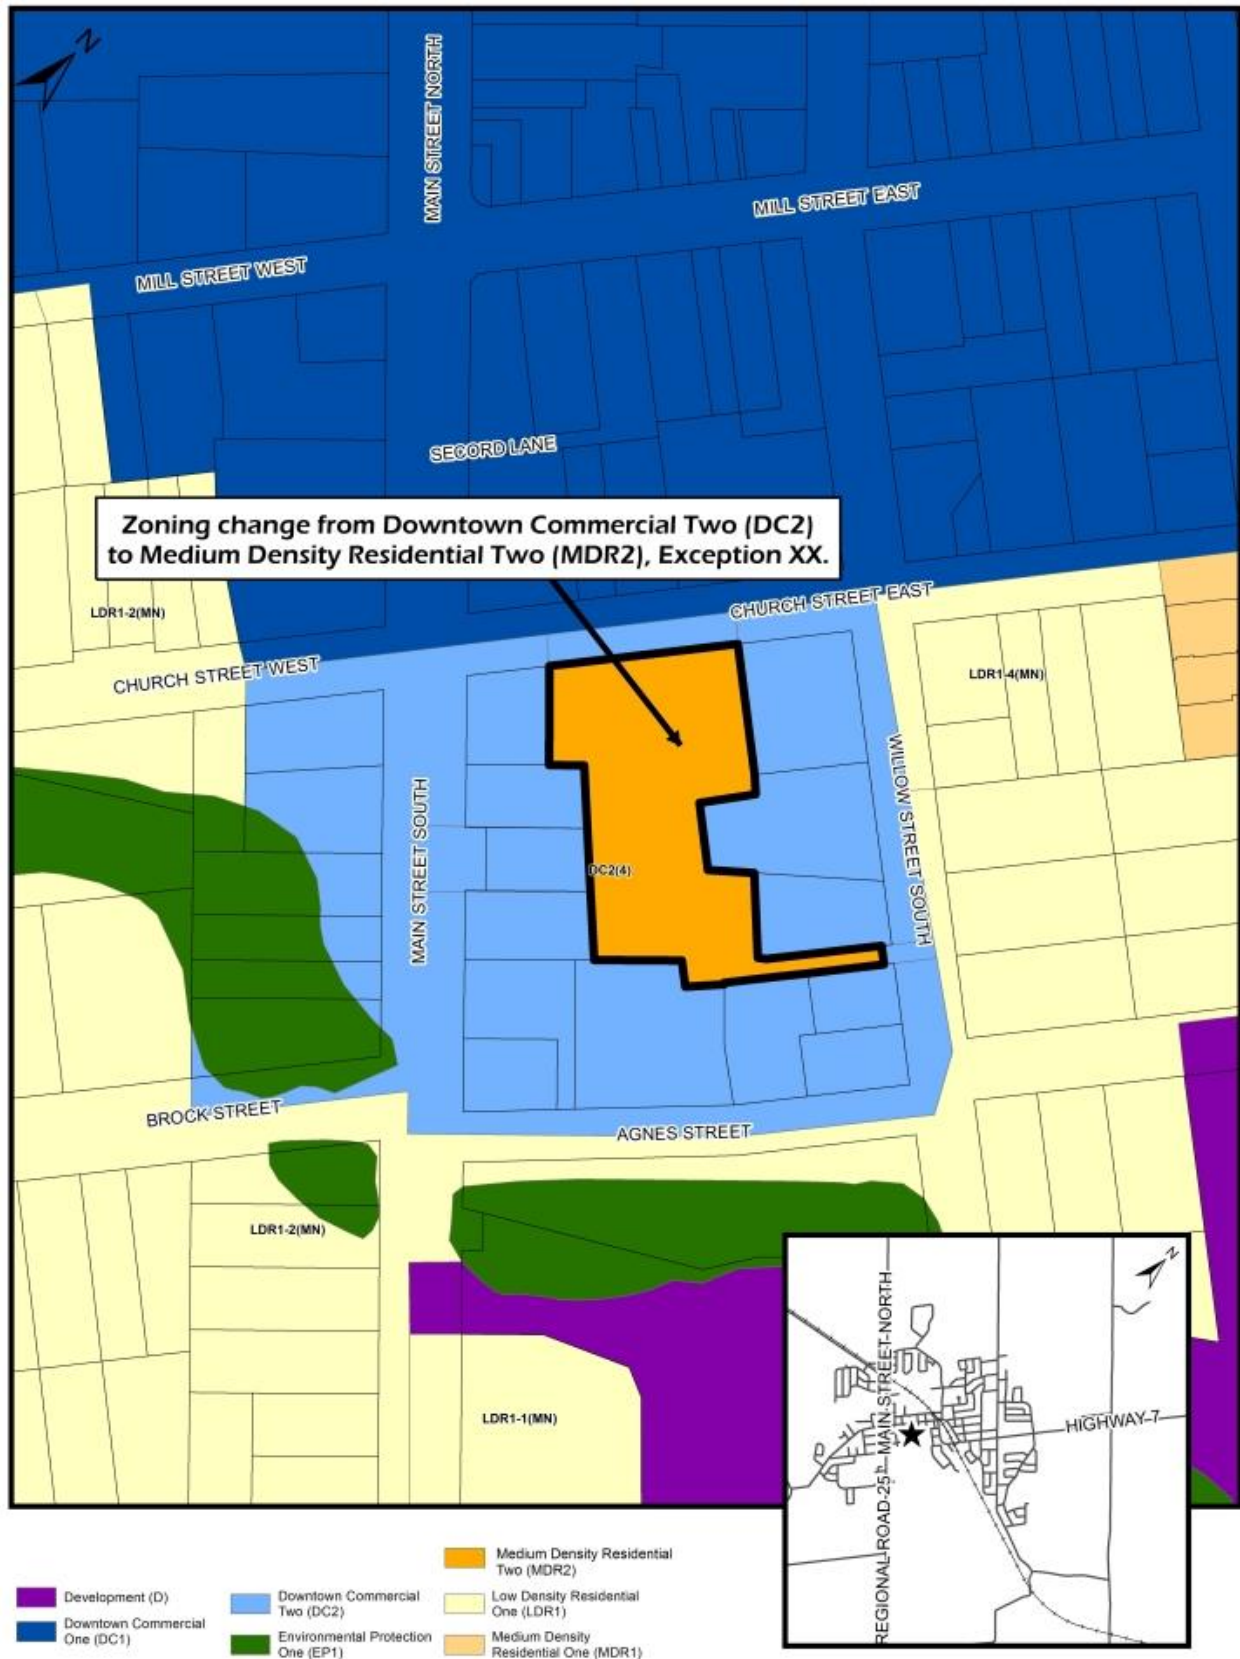 N
MAIN STREET NORTH
MILL STREET EAST
MILL STREET WEST
SECORD LANE
Zoning change from Downtown Commercial Two (DC2)
to Medium Density Residential Two (MDR2), Exception XX.
CHURCH STREET EAST
LDR1-2(MN)
CHURCH STREET WEST
LDR1-4(MN)
WILLOW STREET SOUTH
MAIN STREET SOUTH
DC2(4)
BROCK STREET
AGNES STREET
LDR1-2(MN)
LDR1-1(MN)
N
REGIONAL ROAD 25
MAIN STREET NORTH
HIGHWAY 7
Development (D)
Downtown Commercial
One (DC1)
Downtown Commercial
Two (DC2)
Environmental Protection
One (EP1)
Medium Density Residential
Two (MDR2)
Low Density Residential
One (LDR1)
Medium Density
Residential One (MDR1)